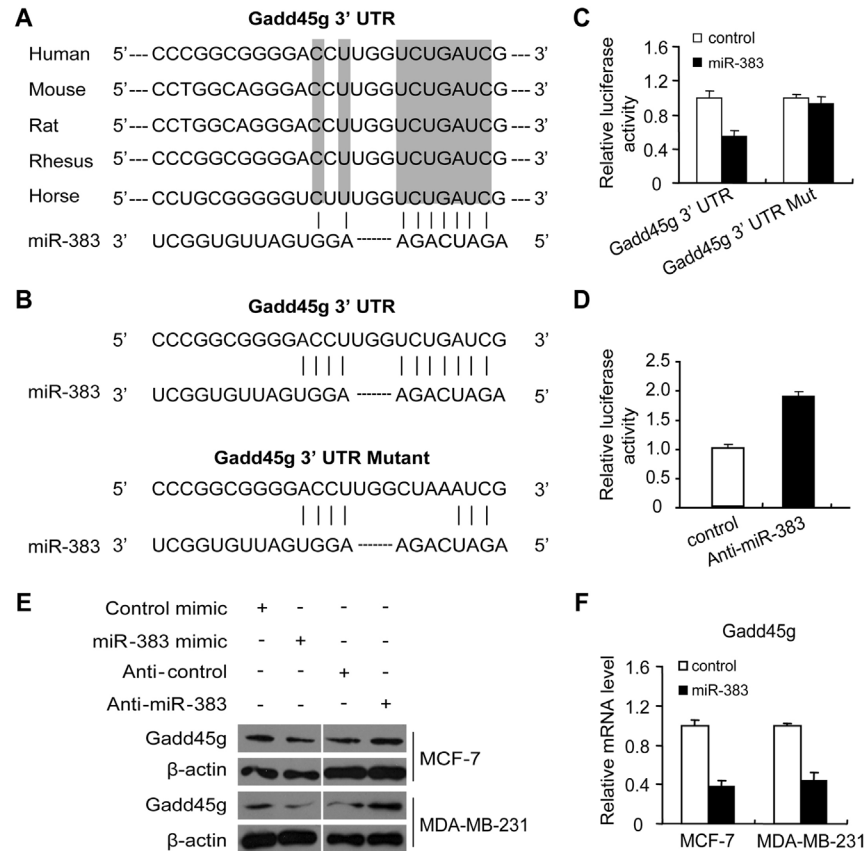 A
Gadd45g 3’ UTR
Human 5’--- CCCGGCGGGGACCUUGGUCUGAUCG --- 3’
Mouse 5’--- CCTGGCAGGGACCUUGGUCUGAUCG --- 3’
Rat 5’--- CCTGGCAGGGACCUUGGUCUGAUCG --- 3’
Rhesus 5’--- CCCGGCGGGGACCUUGGUCUGAUCG --- 3’
Horse 5’--- CCUGCGGGGGUCUUUGGUCUGAUCG --- 3’
miR-383 3’ UCGGUGUUAGUGGA ------- AGACUAGA 5’
B
Gadd45g 3’ UTR
5’ CCCGGCGGGGACCUUGGUCUGAUCG 3’
miR-383 3’ UCGGUGUUAGUGGA ------- AGACUAGA 5’
Gadd45g 3’ UTR Mutant
5’ CCCGGCGGGGACCUUGGCUAAAUCG 3’
miR-383 3’ UCGGUGUUAGUGGA ------- AGACUAGA 5’
C
Relative luciferase
activity
1.6
1.2
0.8
0.4
0
control
miR-383
Gadd45g 3’ UTR
Gadd45g 3’ UTR Mut
D
Relative luciferase
activity
2.5
2.0
1.5
1.0
0.5
0
control
Anti-miR-383
E
Control mimic + - - -
miR-383 mimic - + - -
Anti-control - - + -
Anti-miR-383 - - - +
Gadd45g
β-actin
MCF-7
Gadd45g
β-actin
MDA-MB-231
F
Gadd45g
Relative mRNA level
1.6
1.2
0.8
0.4
0
control
miR-383
MCF-7
MDA-MB-231